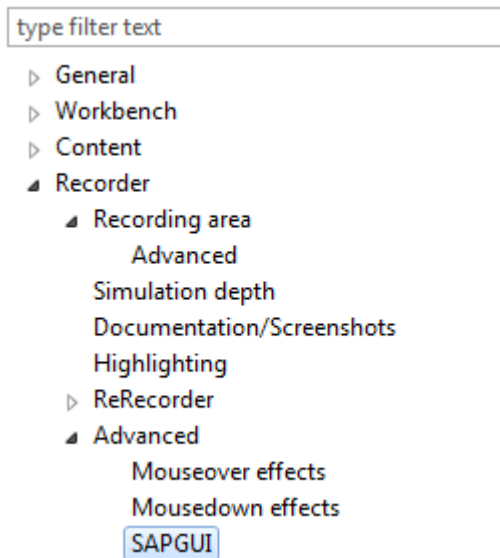 type filter text
General
Workbench
Content
Recorder
Recording area
Advanced
Simulation depth
Documentation/Screenshots
Highlighting
ReRecorder
Advanced
Mouseover effects
Mousedown effects
SAPGUI